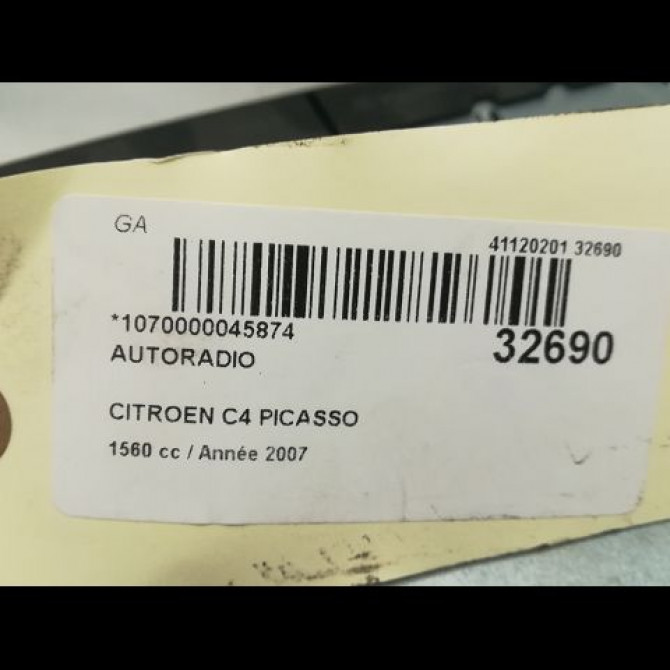 GA
41120201 32690
*1070000045874
32690
AUTORADIO
CITROEN C4 PICASSO
1560 cc / Année 2007